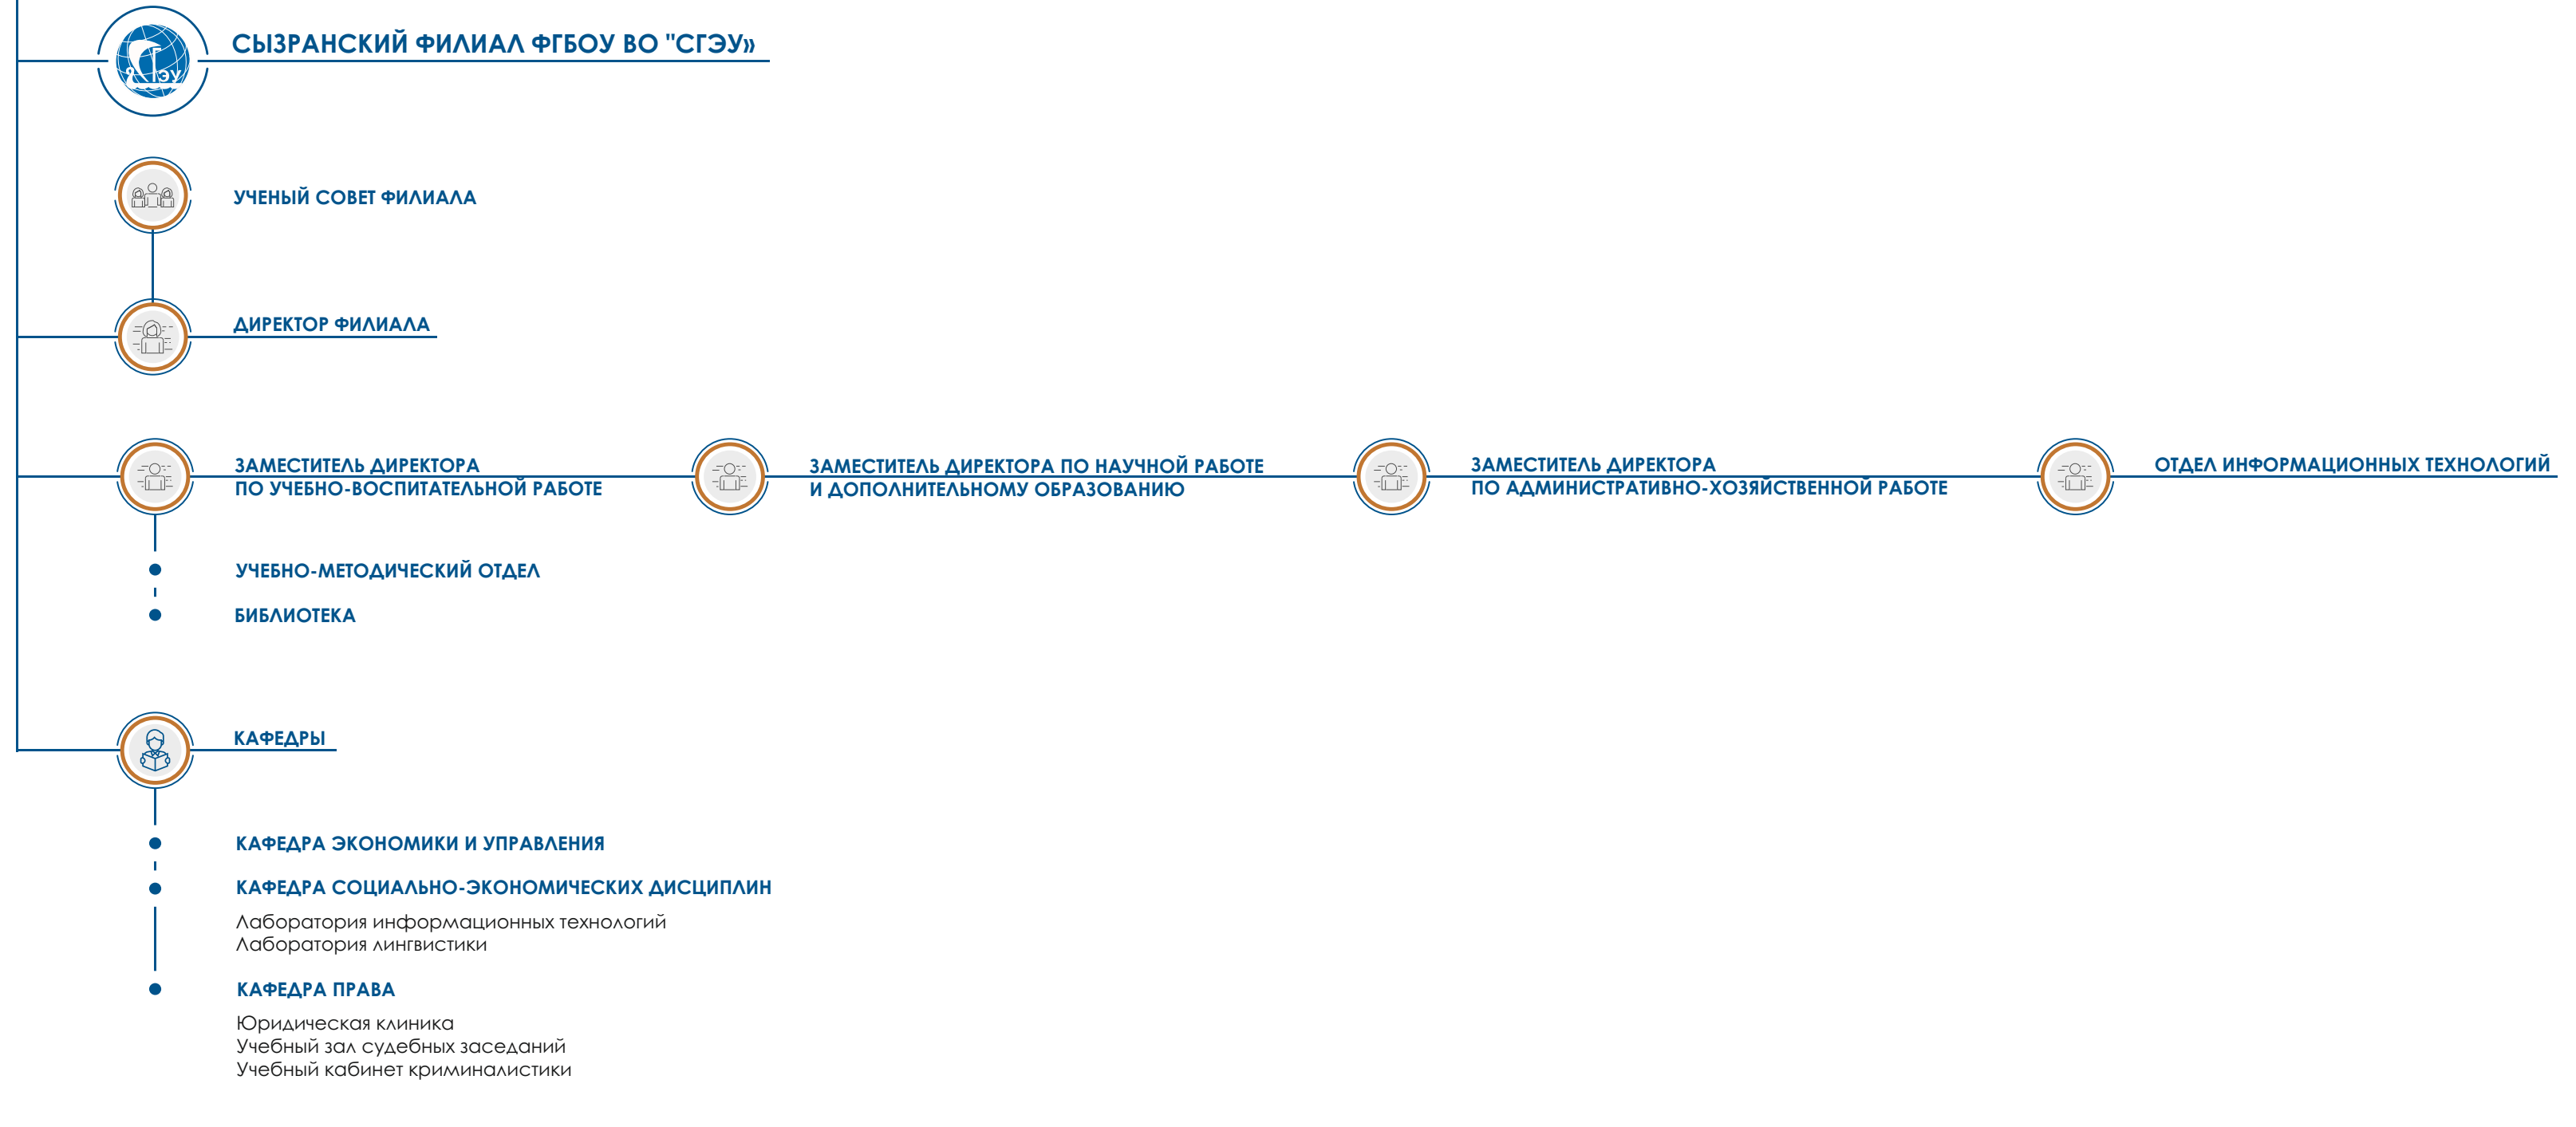 СЫЗРАНСКИЙ ФИЛИАЛ ФГБОУ ВО "СГЭУ»
ЭУ
УЧЕНЫЙ СОВЕТ ФИЛИАЛА
ДИРЕКТОР ФИЛИАЛА
ЗАМЕСТИТЕЛЬ ДИРЕКТОРА
ПО УЧЕБНО-ВОСПИТАТЕЛЬНОЙ РАБОТЕ
ЗАМЕСТИТЕЛЬ ДИРЕКТОРА ПО НАУЧНОЙ РАБОТЕ
И ДОПОЛНИТЕЛЬНОМУ ОБРАЗОВАНИЮ
ЗАМЕСТИТЕЛЬ ДИРЕКТОРА
ПО АДМИНИСТРАТИВНО-ХОЗЯЙСТВЕННОЙ РАБОТЕ
ОТДЕЛ ИНФОРМАЦИОННЫХ ТЕХНОЛОГИЙ
УЧЕБНО-МЕТОДИЧЕСКИЙ ОТДЕЛ
БИБЛИОТЕКА
КАФЕДРЫ
КАФЕДРА ЭКОНОМИКИ И УПРАВЛЕНИЯ
КАФЕДРА СОЦИАЛЬНО-ЭКОНОМИЧЕСКИХ ДИСЦИПЛИН
Лаборатория информационных технологий
Лаборатория лингвистики
КАФЕДРА ПРАВА
Юридическая клиника
Учебный зал судебных заседаний
Учебный кабинет криминалистики